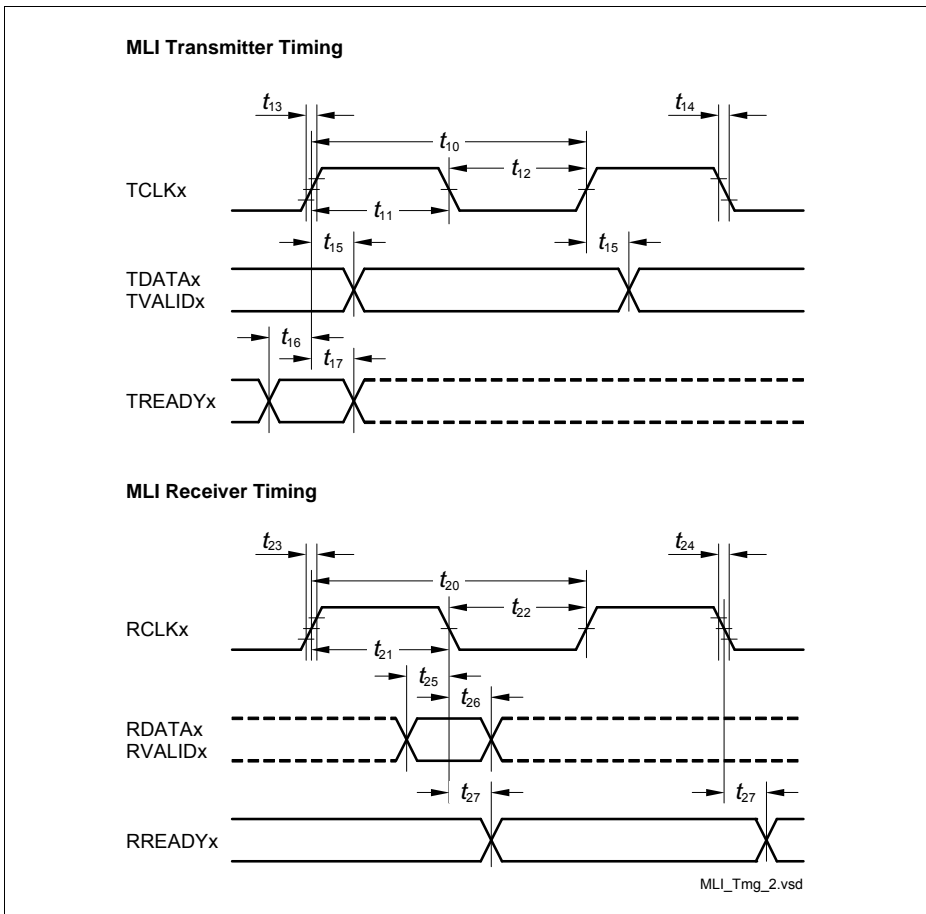 MLI Transmitter Timing
t13
t14
t10
t12
TCLKx
t11
t15
t15
TDATAx
TVALIDx
t16
t17
TREADYx
MLI Receiver Timing
t23
t24
t20
t22
RCLKx
t21
t25
t26
RDATAx
RVALIDx
t27
t27
RREADYx
MLI_Tmg_2.vsd